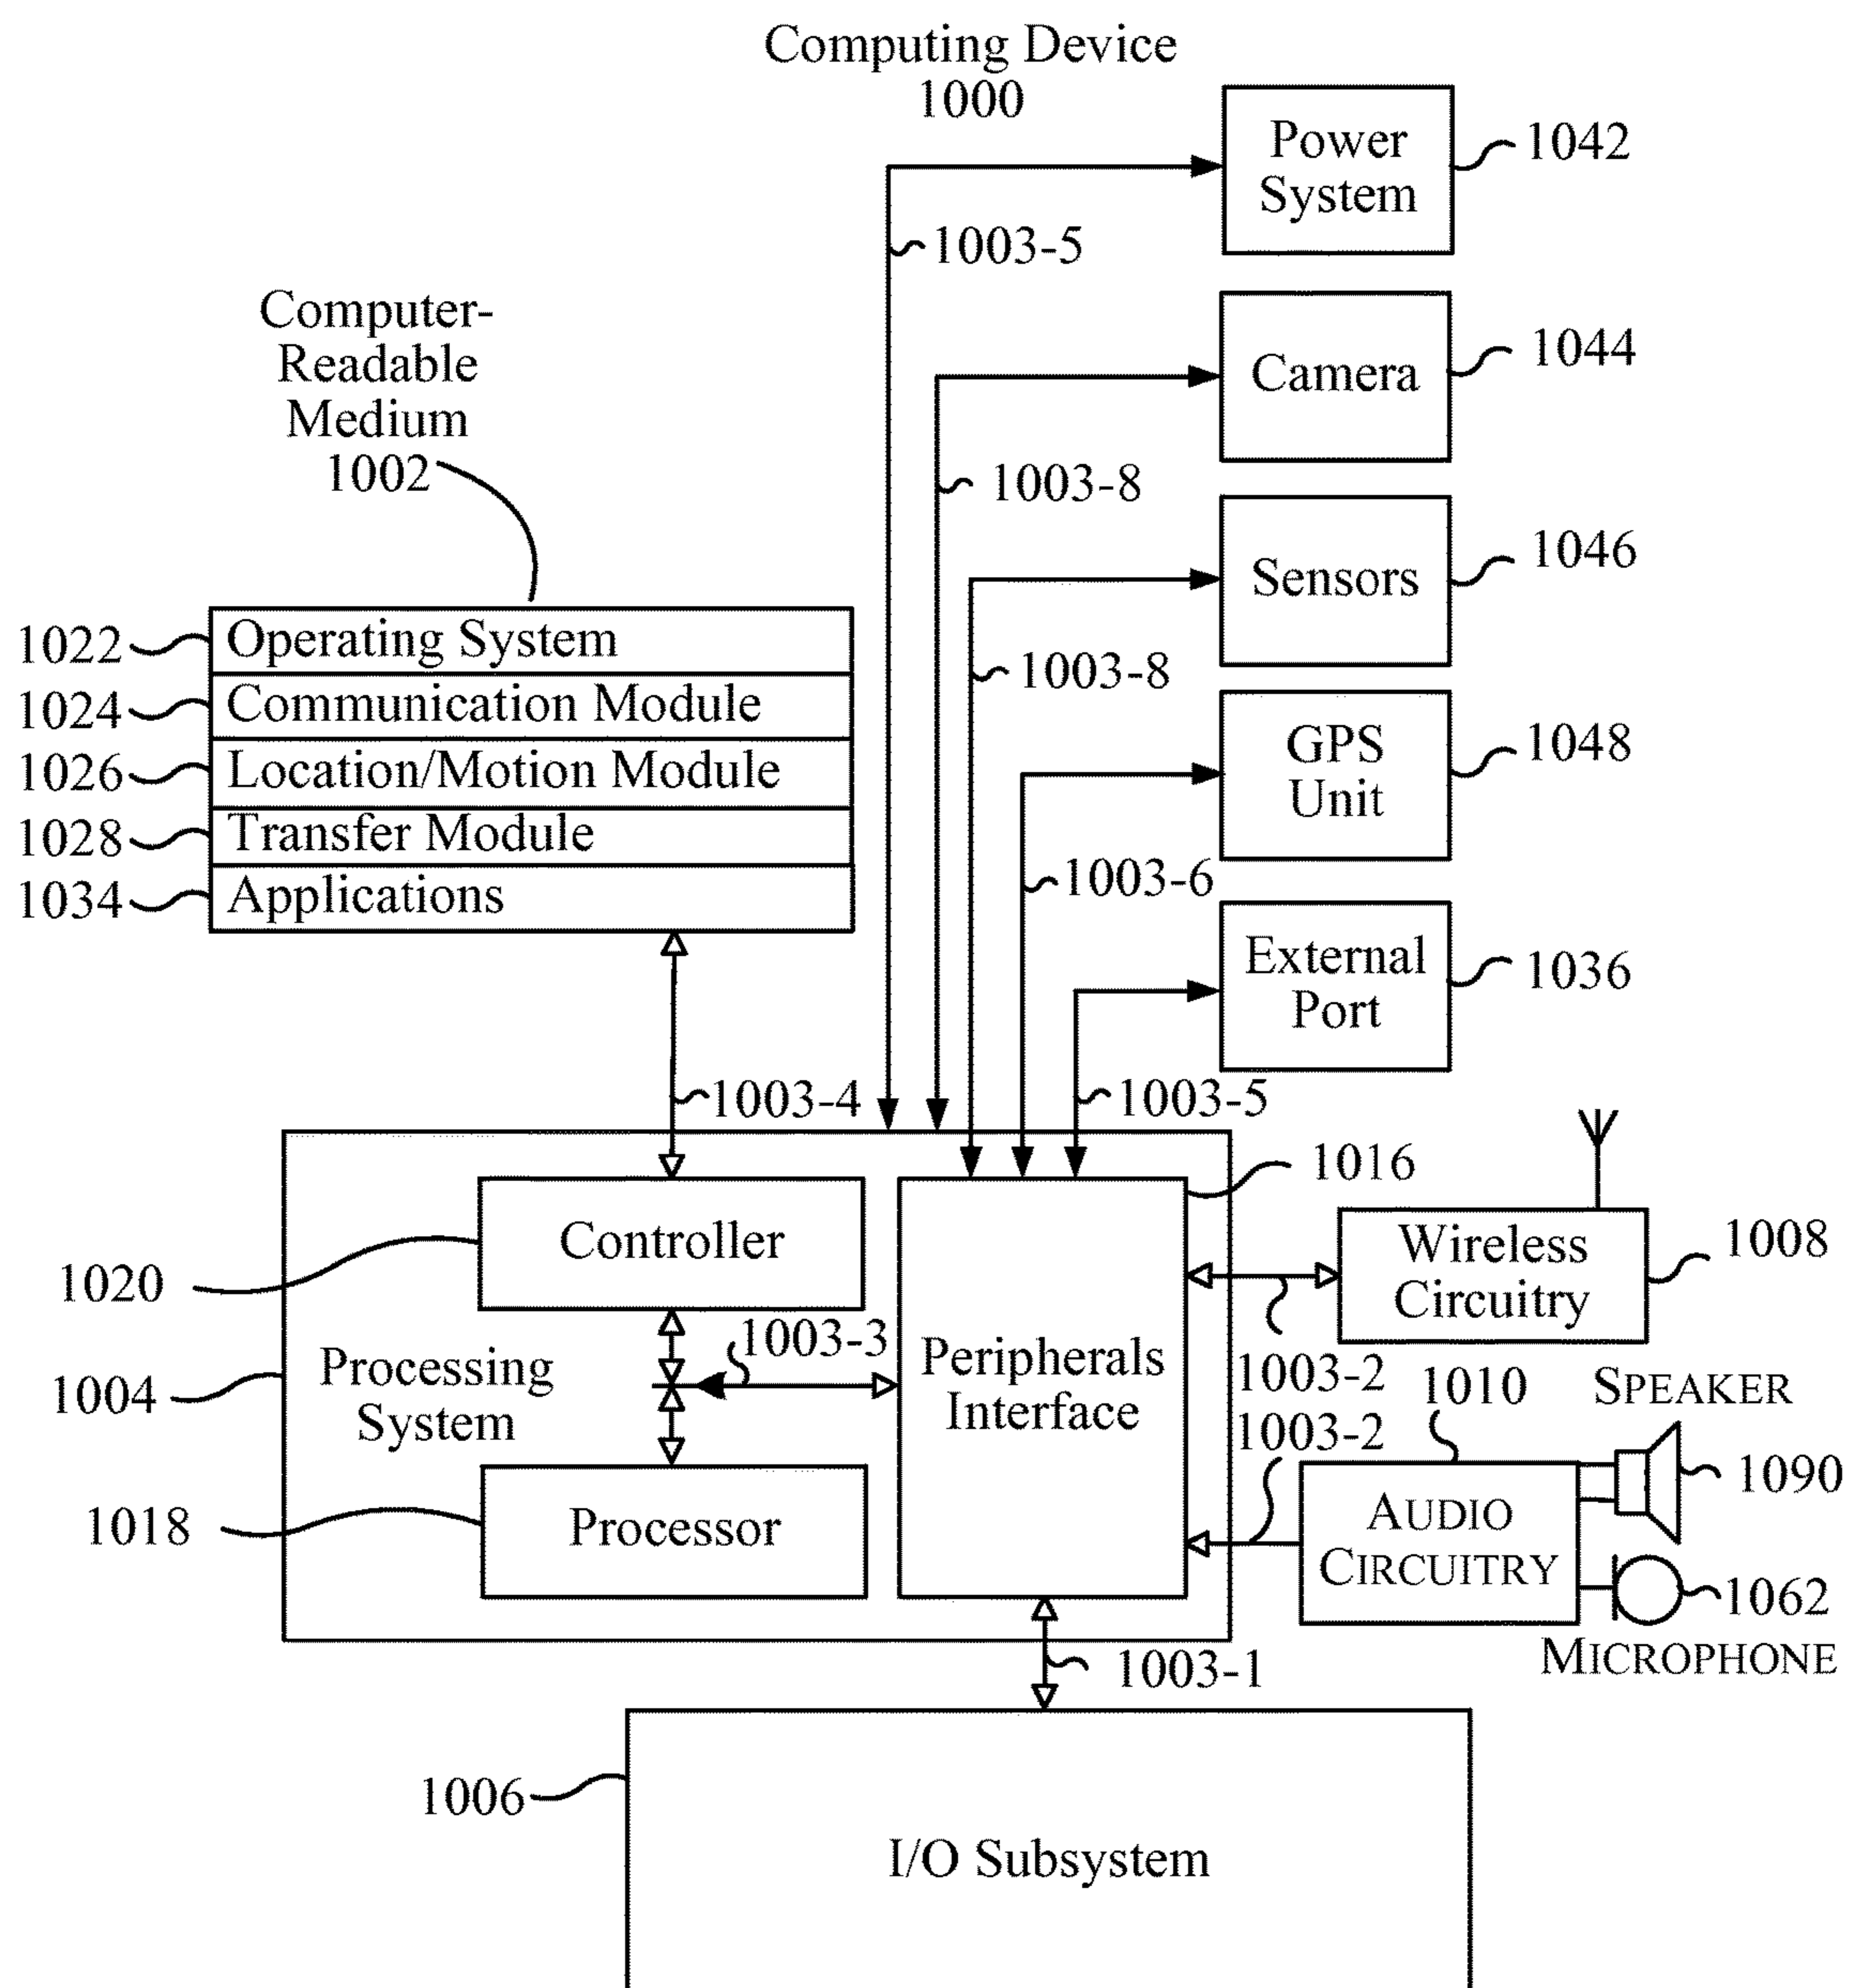 Computing Device
1000
Power
System
1042
1003-5
Computer-
Readable
Medium
1002
Camera
1044
1003-8
Sensors
1046
1003-8
1022
Operating System
1024
Communication Module
1026
Location/Motion Module
1028
Transfer Module
1034
Applications
GPS
Unit
1048
1003-6
External
Port
1036
1003-4
1003-5
1016
Controller
1020
Wireless
Circuitry
1008
1003-3
Processing
System
1004
Peripherals
Interface
1003-2
1010
SPEAKER
1003-2
1090
Processor
1018
AUDIO
CIRCUITRY
1062
MICROPHONE
1003-1
1006
I/O Subsystem